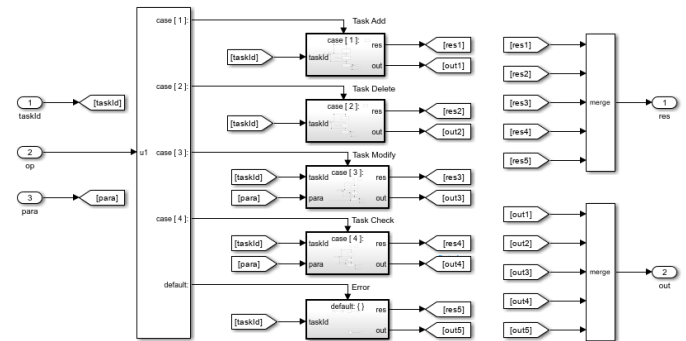 case [ 1 ]:
Task Add
case [ 1 ]:
[taskId]
taskId
res
[res1]
out
[out1]
case [ 2 ]:
Task Delete
case [ 2 ]:
[taskId]
taskId
res
[res2]
out
[out2]
1
taskId
[taskId]
2
op
u1
3
para
[para]
case [ 3 ]:
Task Modify
case [ 3 ]:
[taskId]
taskId
res
[res3]
[para]
para
out
[out3]
case [ 4 ]:
Task Check
case [ 4 ]:
[taskId]
taskId
res
[res4]
[para]
para
out
[out4]
default:
Error
default: { }
[taskId]
taskId
res
[res5]
out
[out5]
[res1]
[res2]
[res3]
[res4]
[res5]
merge
1
res
[out1]
[out2]
[out3]
[out4]
[out5]
merge
2
out